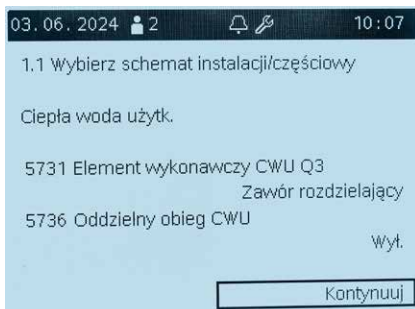 03.06.2024 2 10:07
1.1 Wybierz schemat instalacji/częściowy
Ciepła woda użytk.
5731 Element wykonawczy CWU Q3
Zawór rozdzielający
5736 Oddzielny obieg CWU
Wył.
Kontynuuj